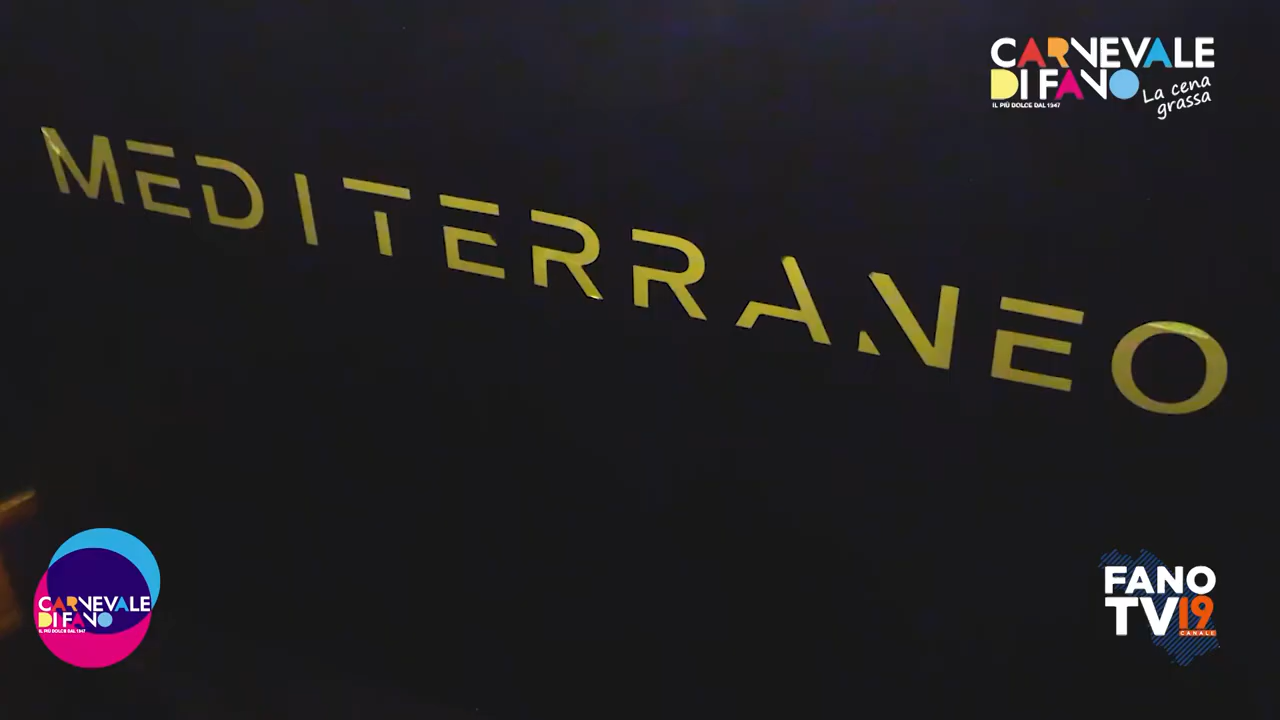 CARNEVALE
DI FANO
IL PIÙ DOLCE DAL 1947
La cena
grassa
MEDITERRANEO
CARNEVALE
DI FANO
IL PIÙ DOLCE DAL 1947
FANO
TV19
CANALE